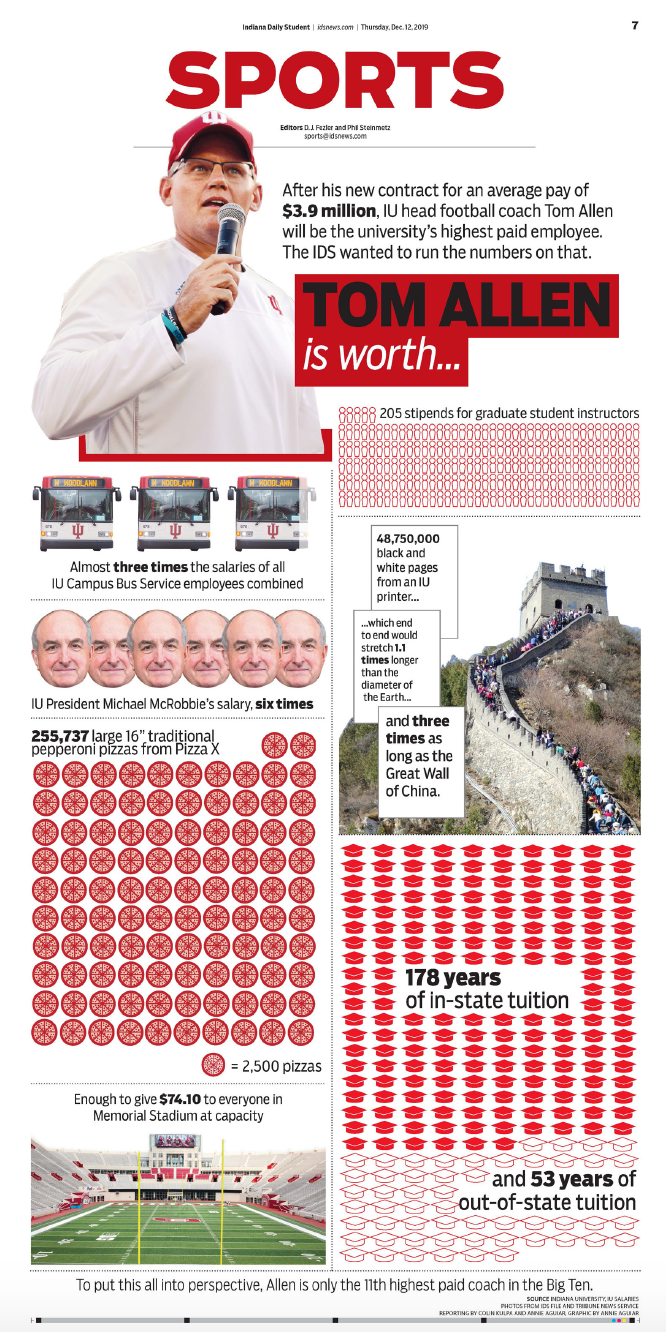 Indiana Daily Student | idsnews.com | Thursday, Dec. 12, 2019
7
SPORTS
Editors D.J. Fezler and Phil Steinmetz
sports@idsnews.com
After his new contract for an average pay of
$3.9 million, IU head football coach Tom Allen
will be the university's highest paid employee.
The IDS wanted to run the numbers on that.
TOM ALLEN
is worth...
205 stipends for graduate student instructors
Almost three times the salaries of all
IU Campus Bus Service employees combined
IU President Michael McRobbie's salary, six times
255,737 large 16" traditional
pepperoni pizzas from Pizza X
= 2,500 pizzas
Enough to give $74.10 to everyone in
Memorial Stadium at capacity
48,750,000
black and
white pages
from an IU
printer...
...which end
to end would
stretch 1.1
times longer
than the
diameter of
the Earth...
and three
times as
long as the
Great Wall
of China.
178 years
of in-state tuition
and 53 years of
out-of-state tuition
To put this all into perspective, Allen is only the 11th highest paid coach in the Big Ten.
SOURCE INDIANA UNIVERSITY, IU SALARIES
PHOTOS FROM IDS FILE AND TRIBUNE NEWS SERVICE
REPORTING BY COLIN KULPA AND ANNIE AGUIAR, GRAPHIC BY ANNIE AGUIAR